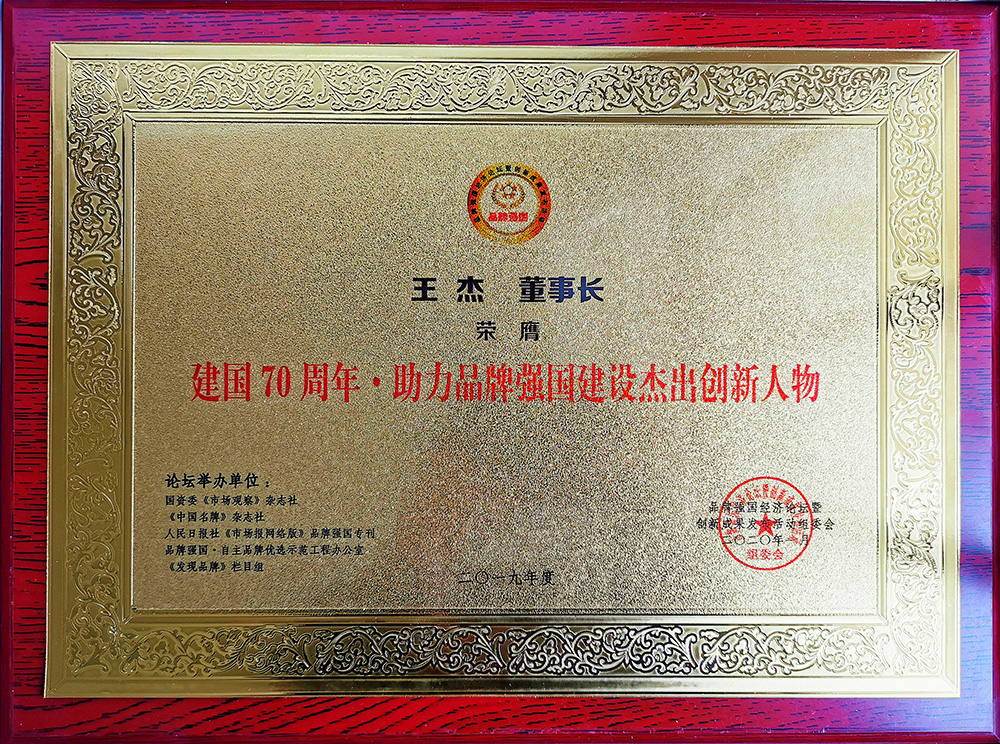 品牌强国
王杰 董事长
荣膺
建国70周年·助力品牌强国建设杰出创新人物
论坛举办单位：
国资委《市场观察》杂志社
《中国名牌》杂志社
人民日报社《市场报网络版》品牌强国专刊
品牌强国·自主品牌优选示范工程办公室
《发现品牌》栏目组
品牌强国经济论坛暨
创新成果发布活动组委会
二〇二〇年一月
组委会
二〇一九年度